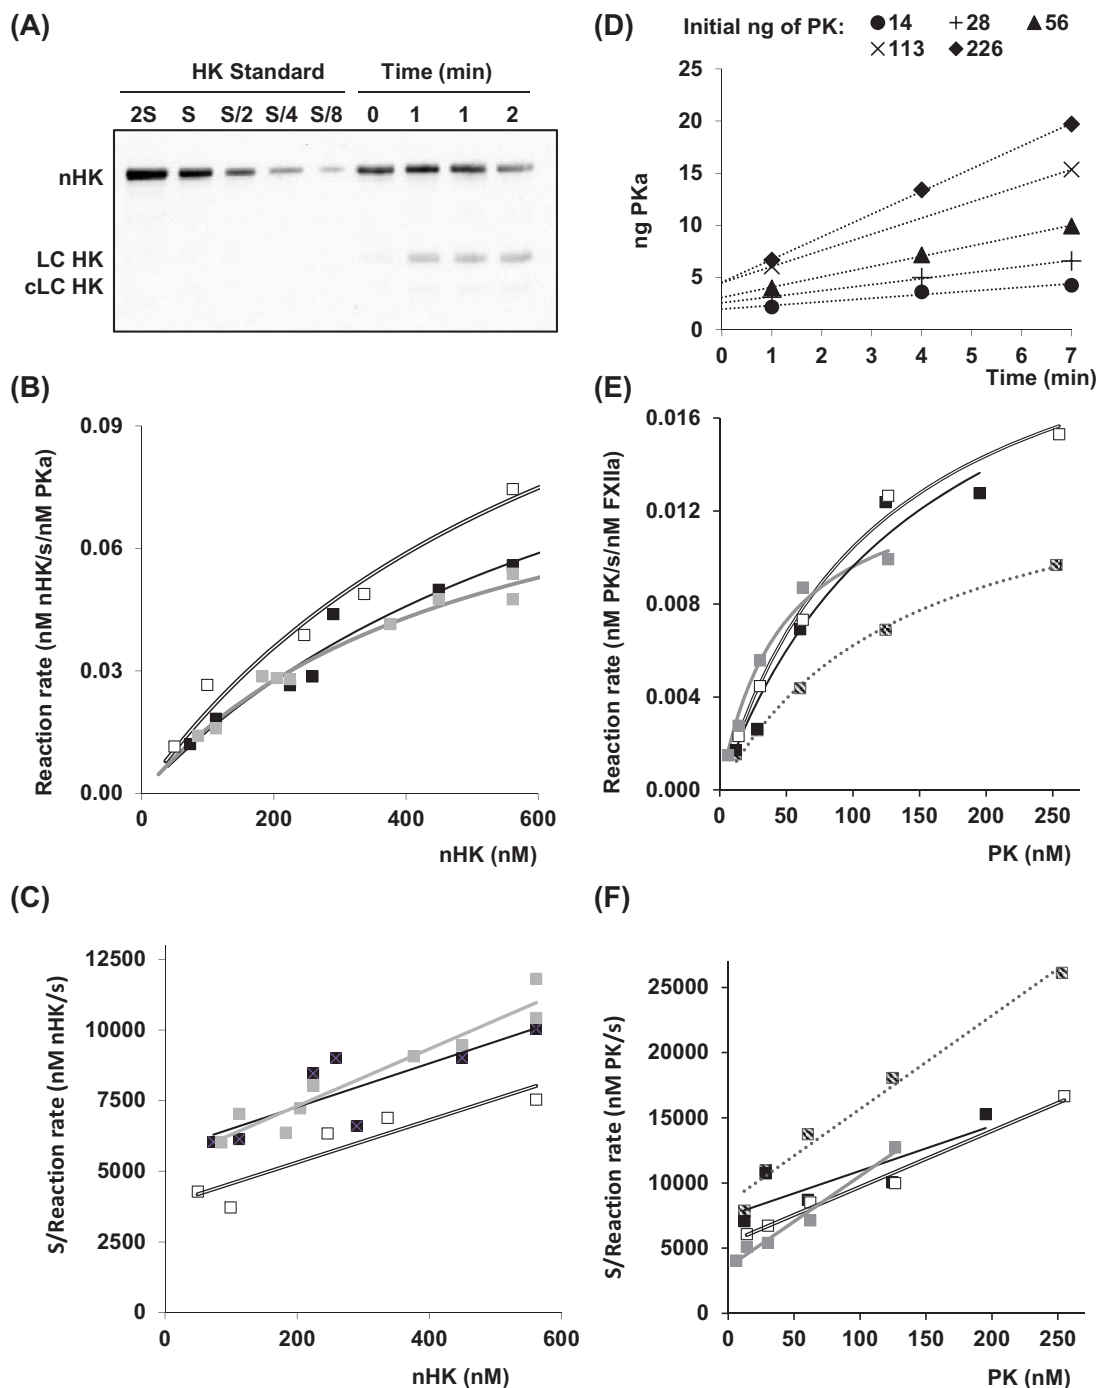 (A)
HK Standard Time (min)
2S S S/2 S/4 S/8 0 1 1 2
nHK
LC HK
cLC HK
(D)
Initial ng of PK: 14 28 56
113 226
25
20
15
10
5
0
ng PKa
0 1 2 3 4 5 6 7
Time (min)
(B)
0.09
0.06
0.03
0.00
Reaction rate (nM nHK/s/nM PKa)
0 200 400 600
nHK (nM)
(E)
0.016
0.012
0.008
0.004
0.000
Reaction rate (nM PK/s/nM FXIIa)
0 50 100 150 200 250
PK (nM)
(C)
12500
10000
7500
5000
2500
0
S/Reaction rate (nM nHK/s)
0 200 400 600
nHK (nM)
(F)
25000
20000
15000
10000
5000
0
S/Reaction rate (nM PK/s)
0 50 100 150 200 250
PK (nM)